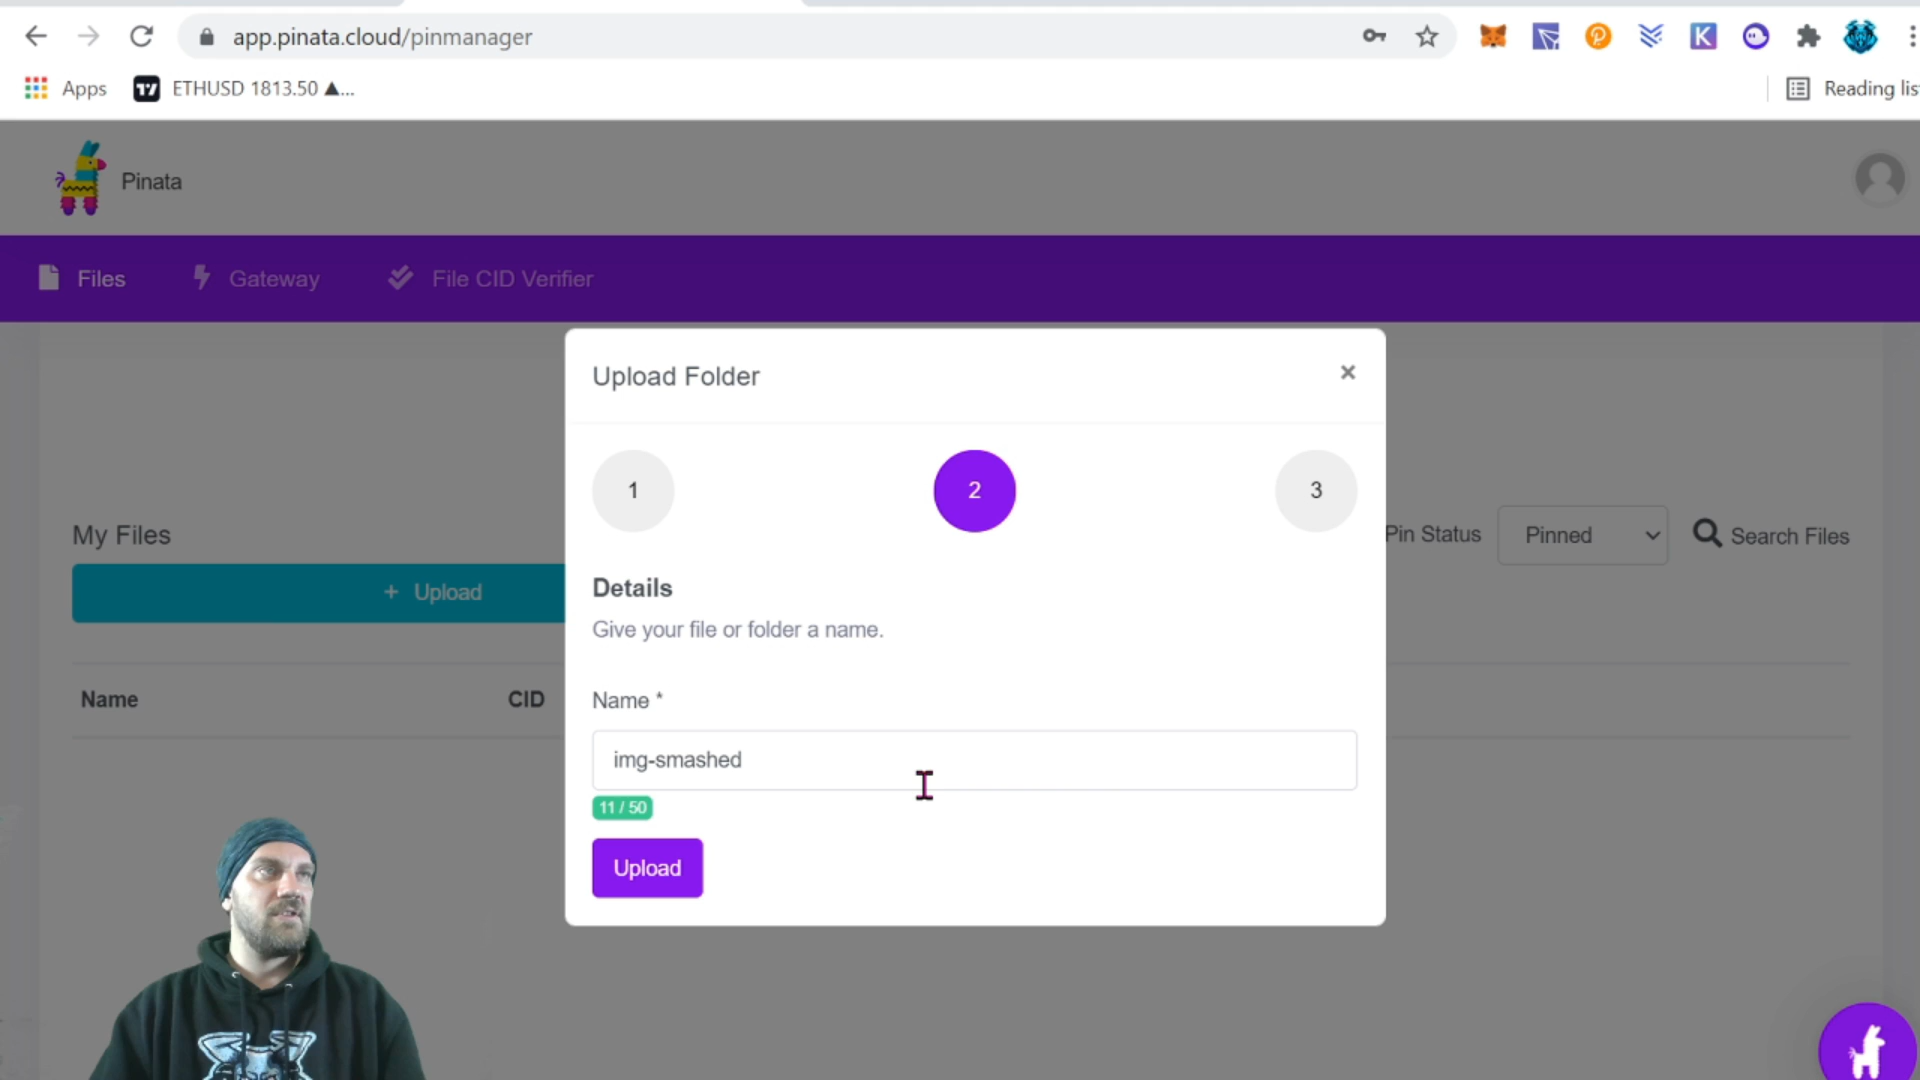 app.pinata.cloud/pinmanager
Apps
ETHUSD 1813.50 ▲...
Reading lis
Pinata
Files
Gateway
File CID Verifier
Upload Folder
×
1
2
3
My Files
Pin Status
Pinned
Search Files
+ Upload
Details
Give your file or folder a name.
Name
CID
Name *
img-smashed
11 / 50
Upload